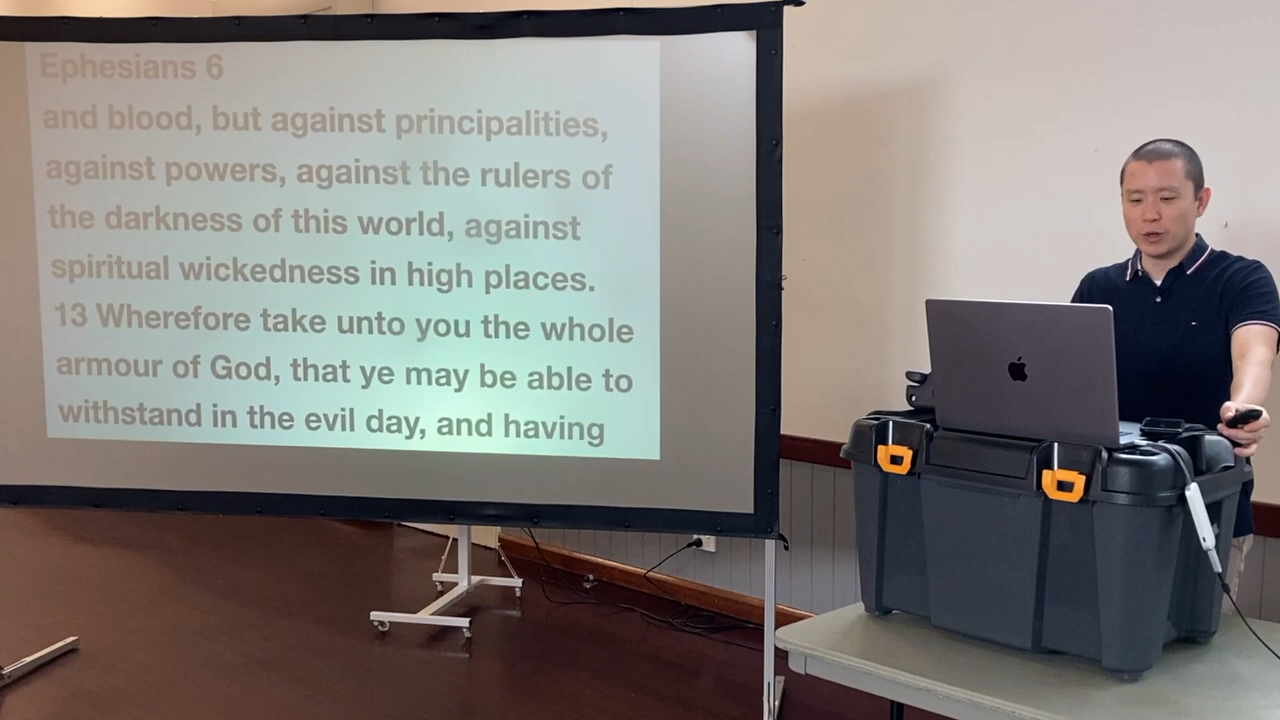 Ephesians 6
and blood, but against principalities,
against powers, against the rulers of
the darkness of this world, against
spiritual wickedness in high places.
13 Wherefore take unto you the whole
armour of God, that ye may be able to
withstand in the evil day, and having